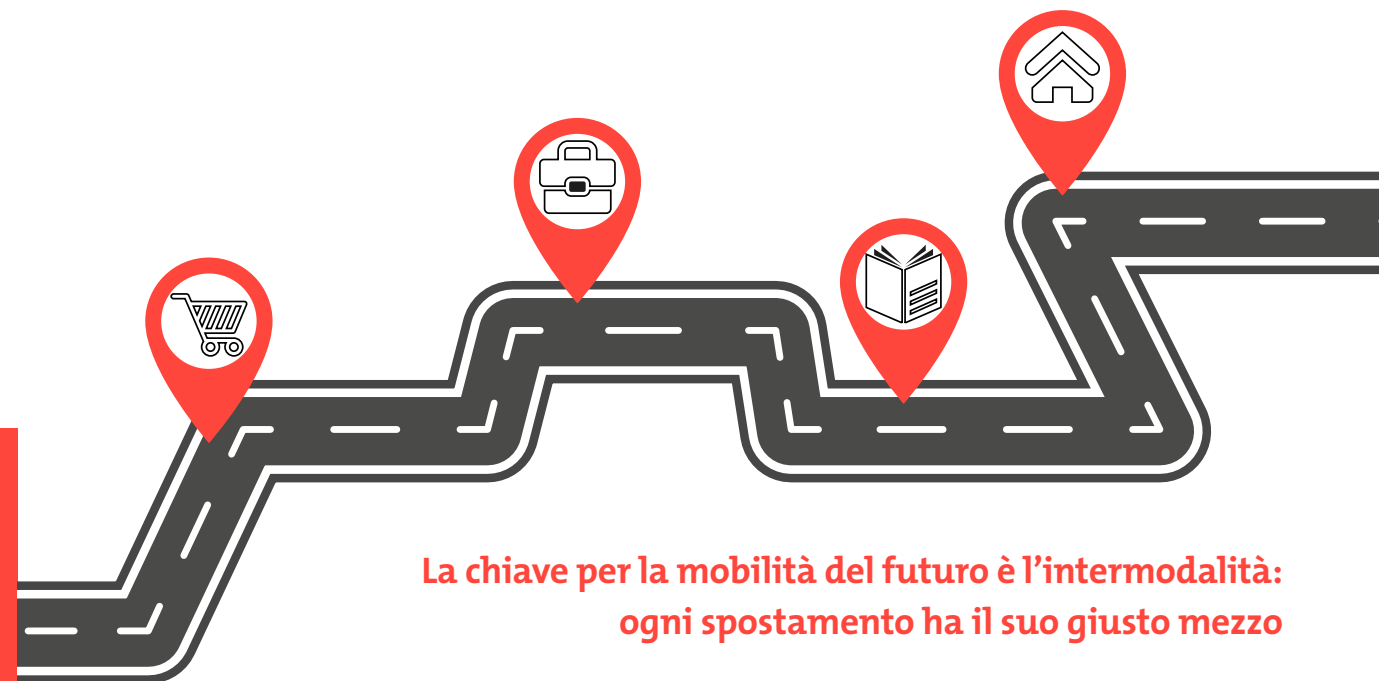 La chiave per la mobilità del futuro è l’intermodalità:
ogni spostamento ha il suo giusto mezzo